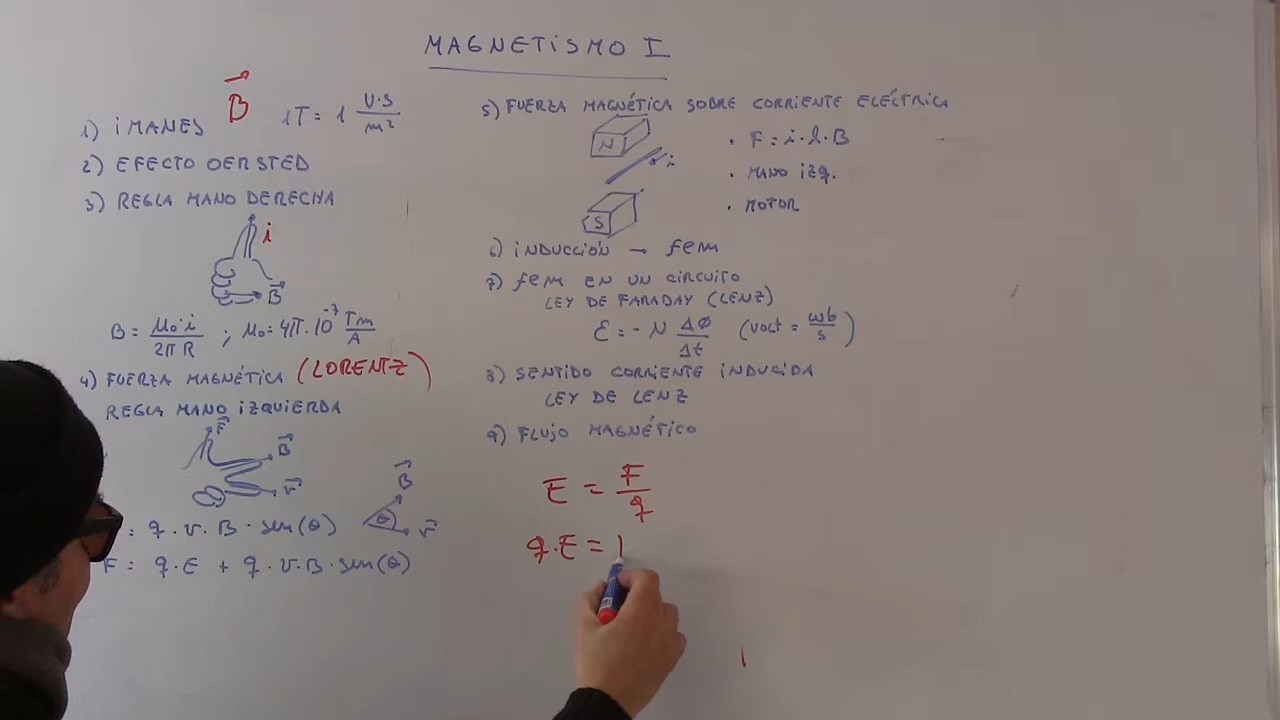 MAGNETISMO I
1) IMANES B 1T = 1 V·S/m²
2) EFECTO OERSTED
3) REGLA MANO DERECHA
i
B
B = μ₀·i/2πR ; μ₀ = 4π·10⁻⁷ Tm/A
4) FUERZA MAGNÉTICA (LORENTZ)
REGLA MANO IZQUIERDA
F
B
v
: q·v·B·sen(θ)
B
θ
v
F: q·E + q·v·B·sen(θ)
5) FUERZA MAGNÉTICA SOBRE CORRIENTE ELÉCTRICA
N
i
S
· F = i·l·B
· MANO IZQ.
· MOTOR
6) INDUCCIÓN → fem
7) fem EN UN CIRCUITO
LEY DE FARADAY (LENZ)
ε = - N ΔØ/Δt (VOLT = wb/s)
8) SENTIDO CORRIENTE INDUCIDA
LEY DE LENZ
9) FLUJO MAGNÉTICO
E = F/q
q·E =